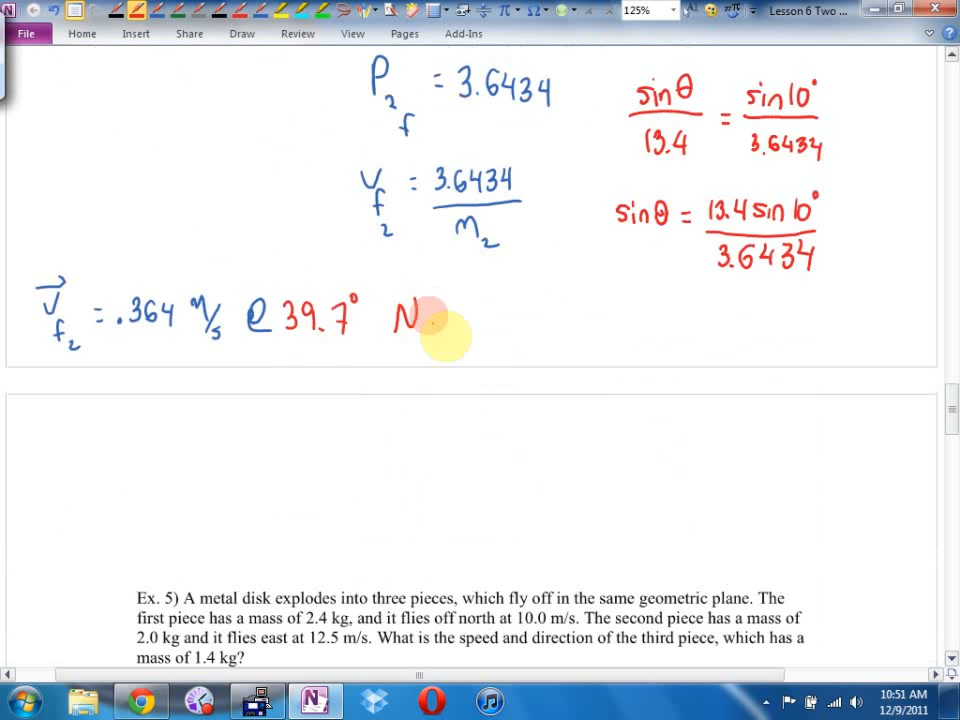 125%
Lesson 6 Two ...
File Home Insert Share Draw Review View Pages Add-Ins
P₂f = 3.6434
sinθ/13.4 = sin10°/3.6434
vf₂ = 3.6434/m₂
sinθ = 13.4sin10°/3.6434
v⃗f₂ = .364 m/s @ 39.7° N
Ex. 5) A metal disk explodes into three pieces, which fly off in the same geometric plane. The
first piece has a mass of 2.4 kg, and it flies off north at 10.0 m/s. The second piece has a mass of
2.0 kg and it flies east at 12.5 m/s. What is the speed and direction of the third piece, which has a
mass of 1.4 kg?
10:51 AM
12/9/2011